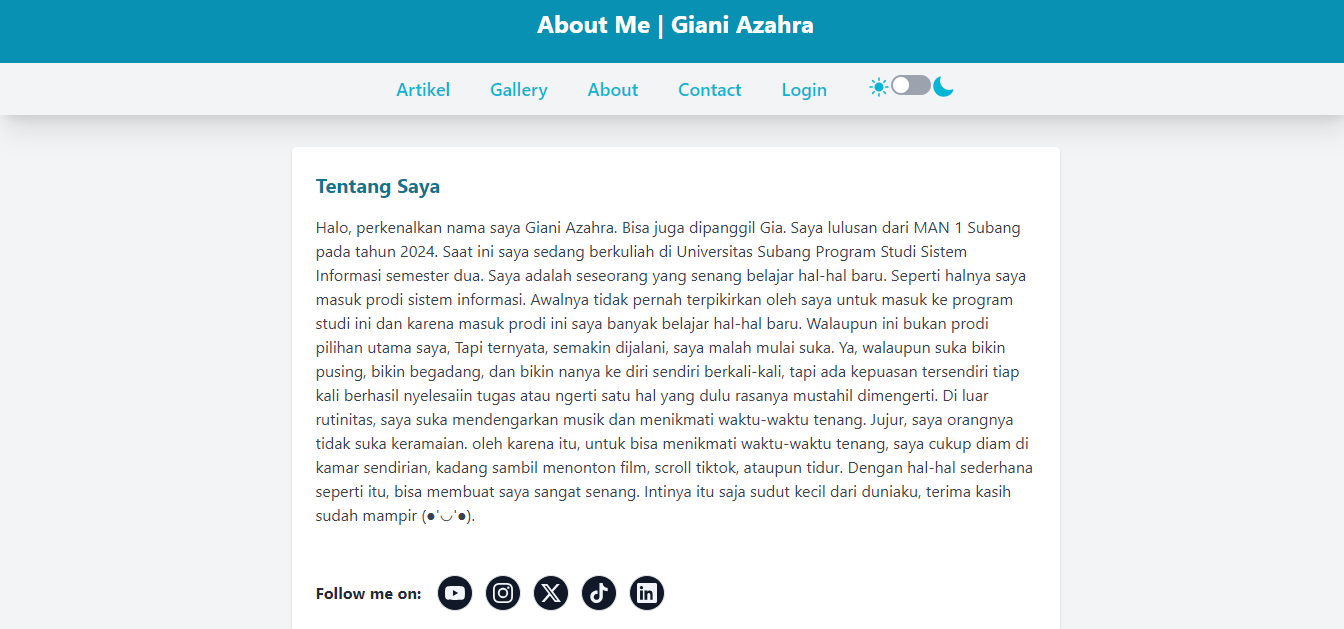 About Me | Giani Azahra
Artikel Gallery About Contact Login
Tentang Saya
Halo, perkenalkan nama saya Giani Azahra. Bisa juga dipanggil Gia. Saya lulusan dari MAN 1 Subang
pada tahun 2024. Saat ini saya sedang berkuliah di Universitas Subang Program Studi Sistem
Informasi semester dua. Saya adalah seseorang yang senang belajar hal-hal baru. Seperti halnya saya
masuk prodi sistem informasi. Awalnya tidak pernah terpikirkan oleh saya untuk masuk ke program
studi ini dan karena masuk prodi ini saya banyak belajar hal-hal baru. Walaupun ini bukan prodi
pilihan utama saya, Tapi ternyata, semakin dijalani, saya malah mulai suka. Ya, walaupun suka bikin
pusing, bikin begadang, dan bikin nanya ke diri sendiri berkali-kali, tapi ada kepuasan tersendiri tiap
kali berhasil nyelesaiin tugas atau ngerti satu hal yang dulu rasanya mustahil dimengerti. Di luar
rutinitas, saya suka mendengarkan musik dan menikmati waktu-waktu tenang. Jujur, saya orangnya
tidak suka keramaian. oleh karena itu, untuk bisa menikmati waktu-waktu tenang, saya cukup diam di
kamar sendirian, kadang sambil menonton film, scroll tiktok, ataupun tidur. Dengan hal-hal sederhana
seperti itu, bisa membuat saya sangat senang. Intinya itu saja sudut kecil dari duniaku, terima kasih
sudah mampir (●'◡'●).
Follow me on: